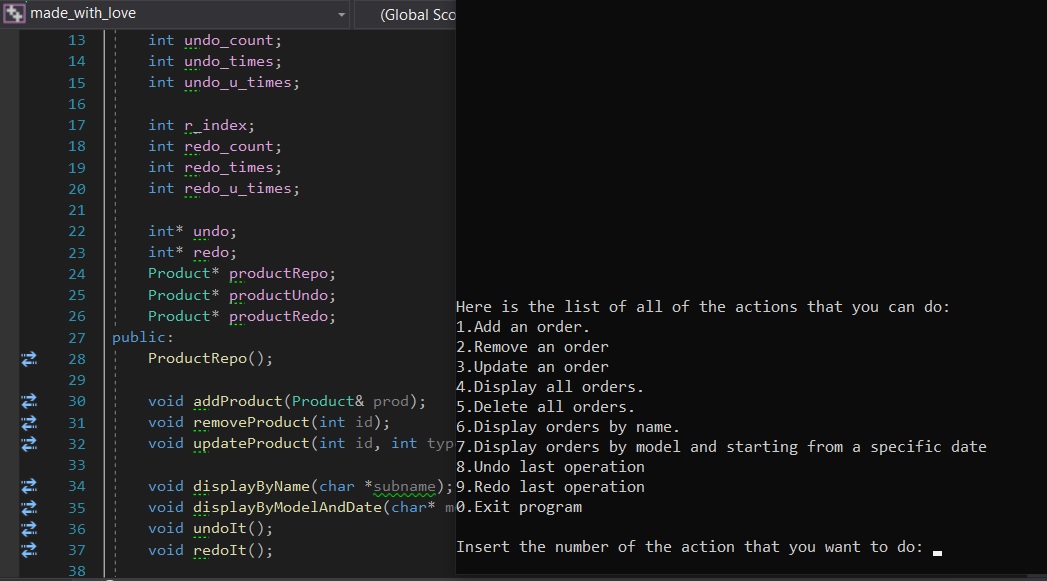 made_with_love
(Global Sco
13 int undo_count;
14 int undo_times;
15 int undo_u_times;
16
17 int r_index;
18 int redo_count;
19 int redo_times;
20 int redo_u_times;
21
22 int* undo;
23 int* redo;
24 Product* productRepo;
25 Product* productUndo;
26 Product* productRedo;
27 public:
28 ProductRepo();
29
30 void addProduct(Product& prod);
31 void removeProduct(int id);
32 void updateProduct(int id, int typ
33
34 void displayByName(char *subname);
35 void displayByModelAndDate(char* m
36 void undoIt();
37 void redoIt();
38
Here is the list of all of the actions that you can do:
1.Add an order.
2.Remove an order
3.Update an order
4.Display all orders.
5.Delete all orders.
6.Display orders by name.
7.Display orders by model and starting from a specific date
8.Undo last operation
9.Redo last operation
0.Exit program
Insert the number of the action that you want to do: